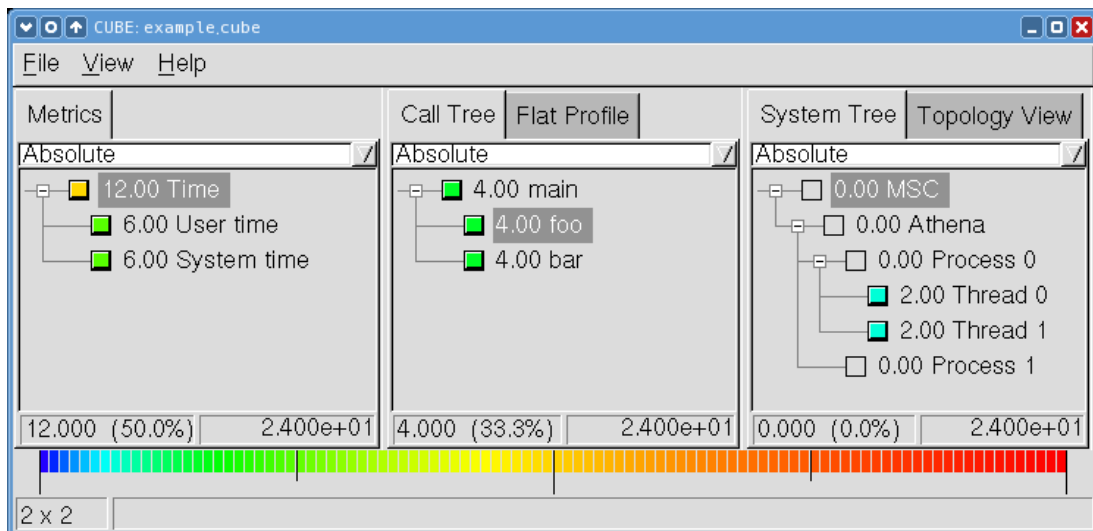 CUBE: example.cube
File View Help
Metrics
Call Tree Flat Profile
System Tree Topology View
Absolute
Absolute
Absolute
12.00 Time
6.00 User time
6.00 System time
4.00 main
4.00 foo
4.00 bar
0.00 MSC
0.00 Athena
0.00 Process 0
2.00 Thread 0
2.00 Thread 1
0.00 Process 1
12.000 (50.0%) 2.400e+01
4.000 (33.3%) 2.400e+01
0.000 (0.0%) 2.400e+01
2 x 2